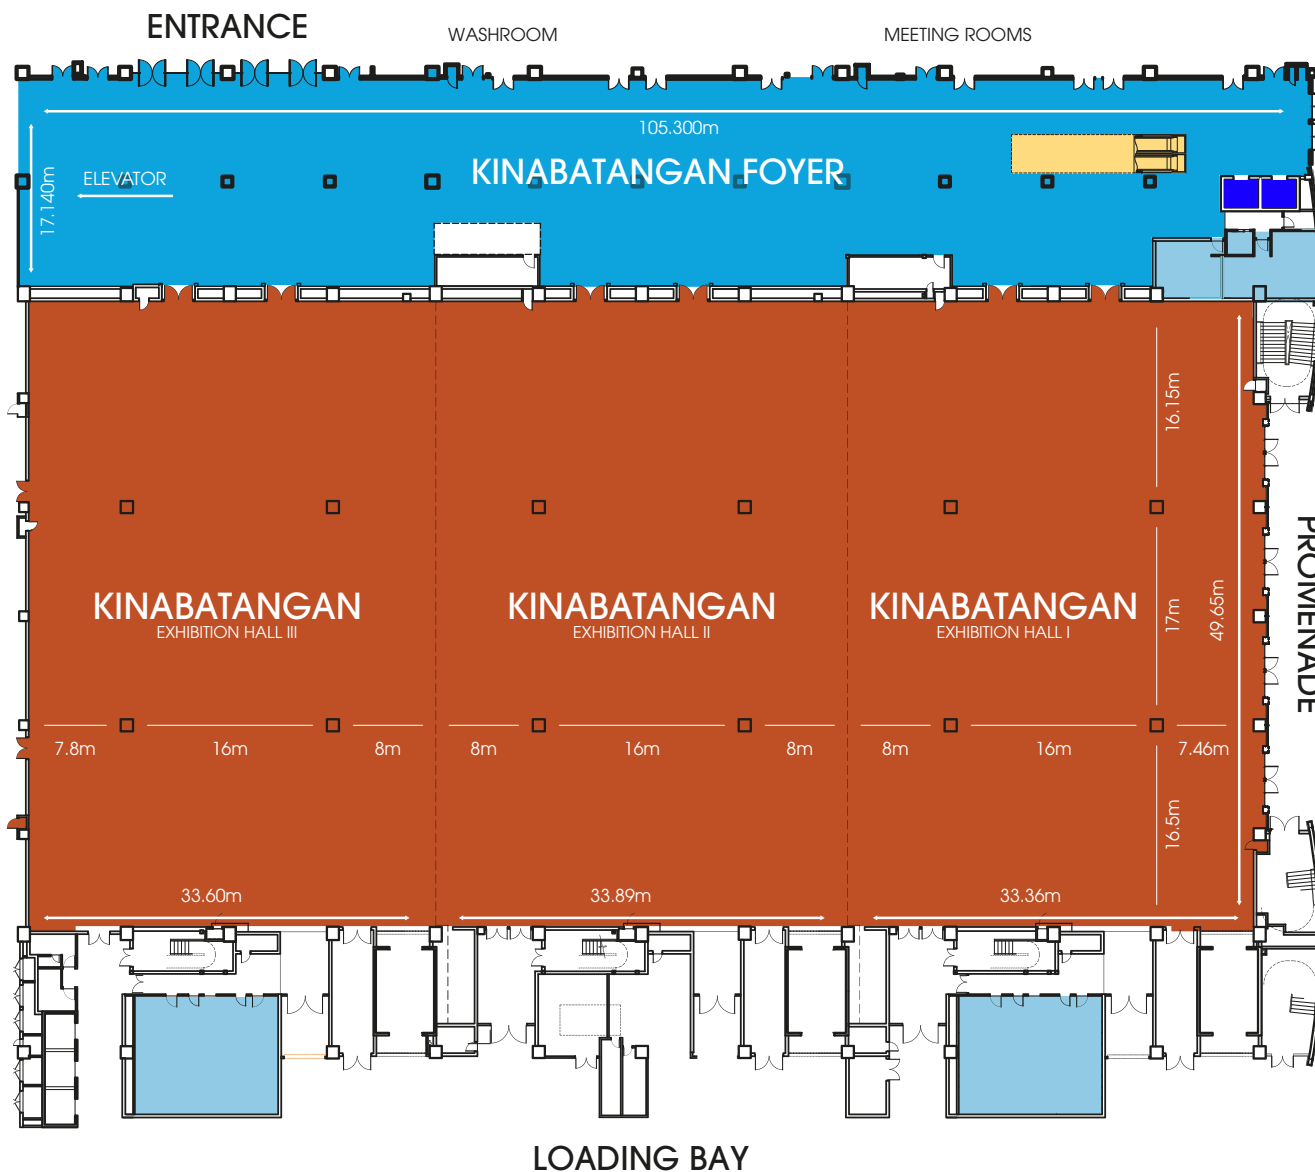 ENTRANCE
WASHROOM
MEETING ROOMS
105.300m
KINABATANGAN FOYER
ELEVATOR
17.140m
16.15m
PROMENADE
KINABATANGAN
EXHIBITION HALL III
KINABATANGAN
EXHIBITION HALL II
KINABATANGAN
EXHIBITION HALL I
17m
49.65m
7.8m
16m
8m
8m
16m
8m
8m
16m
7.46m
16.5m
33.60m
33.89m
33.36m
LOADING BAY